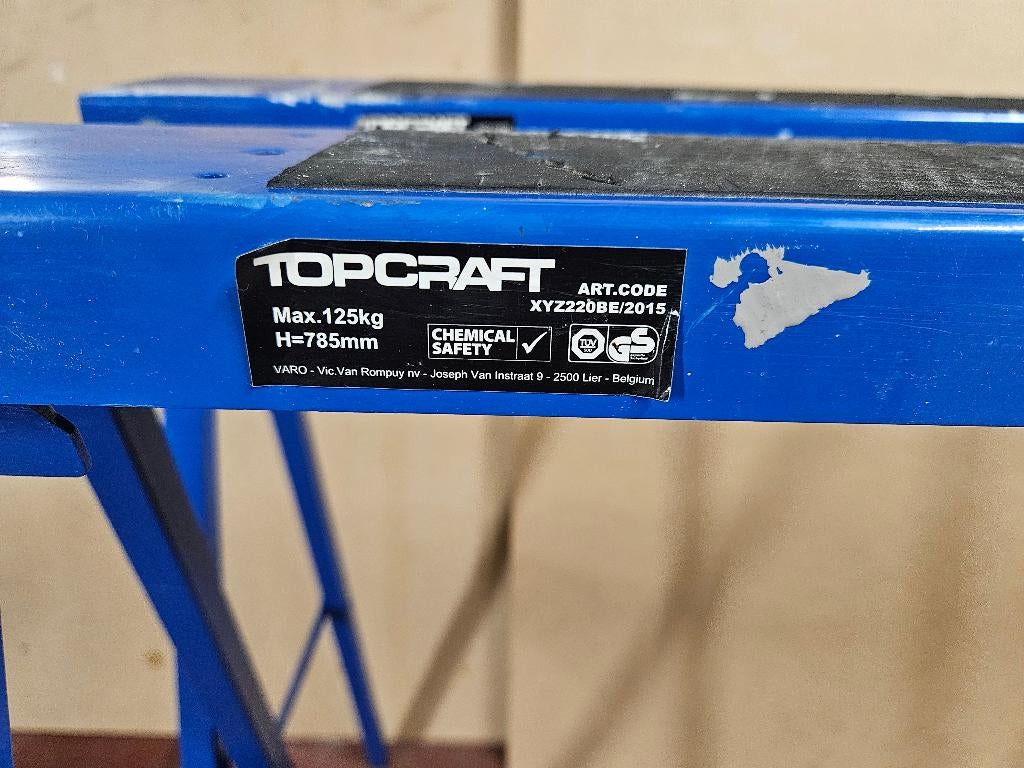 TOPCRAFT
ART.CODE
XYZ220BE/2015
Max.125kg
H=785mm
CHEMICAL
SAFETY
TÜV
GS
VARO - Vic.Van Rompuy nv - Joseph Van Instraat 9 - 2500 Lier - Belgium